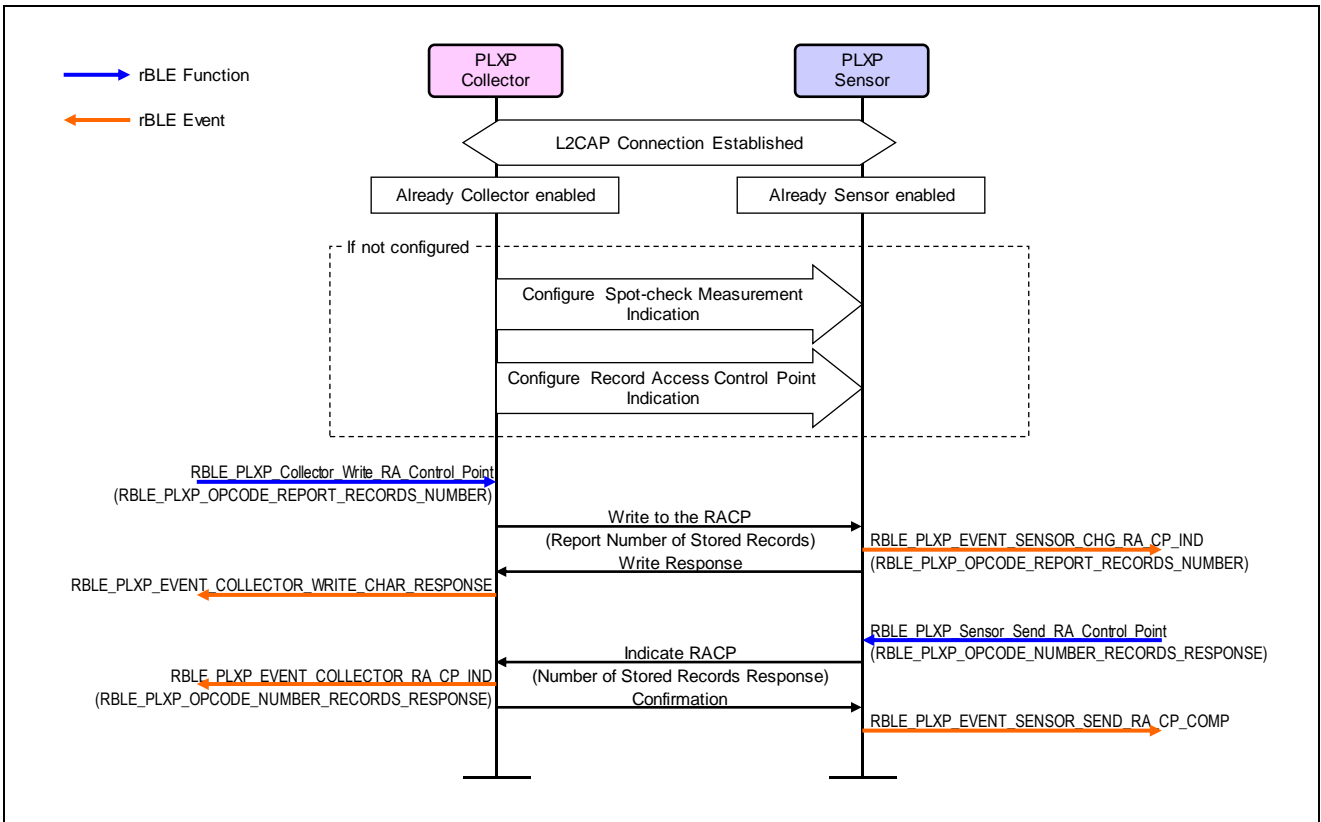 PLXP
Collector
PLXP
Sensor
rBLE Function
rBLE Event
L2CAP Connection Established
Already Collector enabled
Already Sensor enabled
If not configured
Configure Spot-check Measurement
Indication
Configure Record Access Control Point
Indication
RBLE_PLXP_Collector_Write_RA_Control_Point
(RBLE_PLXP_OPCODE_REPORT_RECORDS_NUMBER)
Write to the RACP
(Report Number of Stored Records)
RBLE_PLXP_EVENT_SENSOR_CHG_RA_CP_IND
(RBLE_PLXP_OPCODE_REPORT_RECORDS_NUMBER)
Write Response
RBLE_PLXP_EVENT_COLLECTOR_WRITE_CHAR_RESPONSE
RBLE_PLXP_Sensor_Send_RA_Control_Point
(RBLE_PLXP_OPCODE_NUMBER_RECORDS_RESPONSE)
Indicate RACP
(Number of Stored Records Response)
RBLE_PLXP_EVENT_COLLECTOR_RA_CP_IND
(RBLE_PLXP_OPCODE_NUMBER_RECORDS_RESPONSE)
Confirmation
RBLE_PLXP_EVENT_SENSOR_SEND_RA_CP_COMP